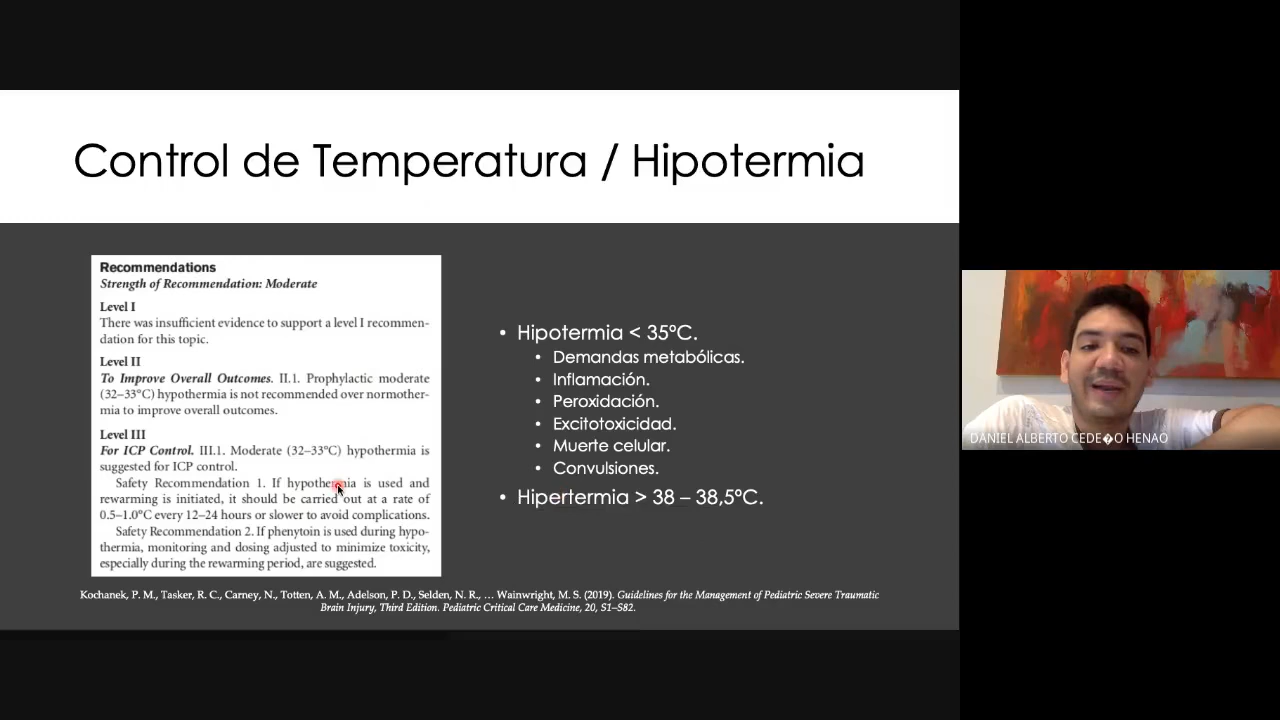 Control de Temperatura / Hipotermia
Recommendations
Strength of Recommendation: Moderate
Level I
There was insufficient evidence to support a level I recommen-
dation for this topic.
Level II
To Improve Overall Outcomes. II.1. Prophylactic moderate
(32–33°C) hypothermia is not recommended over normother-
mia to improve overall outcomes.
Level III
For ICP Control. III.1. Moderate (32–33°C) hypothermia is
suggested for ICP control.
Safety Recommendation 1. If hypothermia is used and
rewarming is initiated, it should be carried out at a rate of
0.5–1.0°C every 12–24 hours or slower to avoid complications.
Safety Recommendation 2. If phenytoin is used during hypo-
thermia, monitoring and dosing adjusted to minimize toxicity,
especially during the rewarming period, are suggested.
• Hipotermia < 35°C.
• Demandas metabólicas.
• Inflamación.
• Peroxidación.
• Excitotoxicidad.
• Muerte celular.
• Convulsiones.
• Hipertermia > 38 – 38,5°C.
Kochanek, P. M., Tasker, R. C., Carney, N., Totten, A. M., Adelson, P. D., Selden, N. R., … Wainwright, M. S. (2019). Guidelines for the Management of Pediatric Severe Traumatic
Brain Injury, Third Edition. Pediatric Critical Care Medicine, 20, S1–S82.
DANIEL ALBERTO CEDE�O HENAO